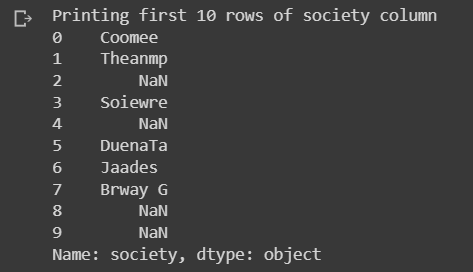 Printing first 10 rows of society column
0 Coomee
1 Theanmp
2 NaN
3 Soiewre
4 NaN
5 DuenaTa
6 Jaades
7 Brway G
8 NaN
9 NaN
Name: society, dtype: object